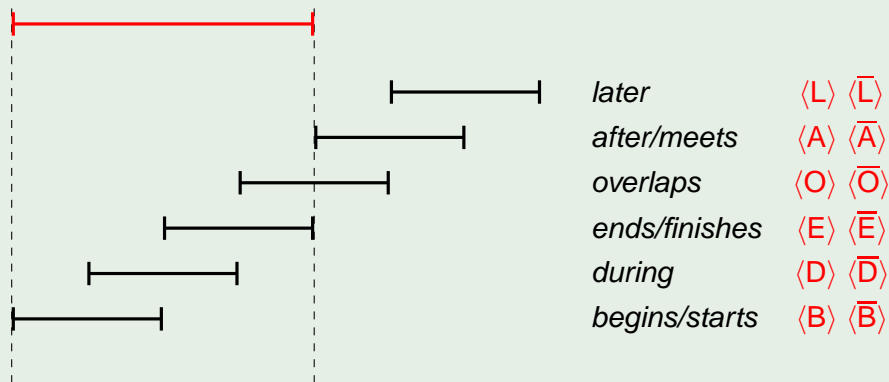 later ⟨L⟩ ⟨L̅⟩
after/meets ⟨A⟩ ⟨A̅⟩
overlaps ⟨O⟩ ⟨O̅⟩
ends/finishes ⟨E⟩ ⟨E̅⟩
during ⟨D⟩ ⟨D̅⟩
begins/starts ⟨B⟩ ⟨B̅⟩